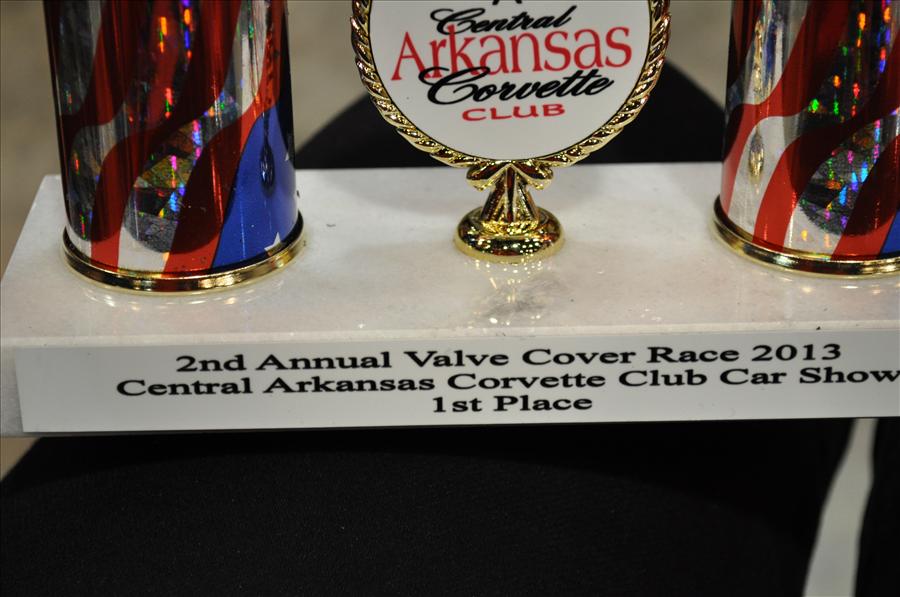 Central
Arkansas
Corvette
CLUB
2nd Annual Valve Cover Race 2013
Central Arkansas Corvette Club Car Show
1st Place